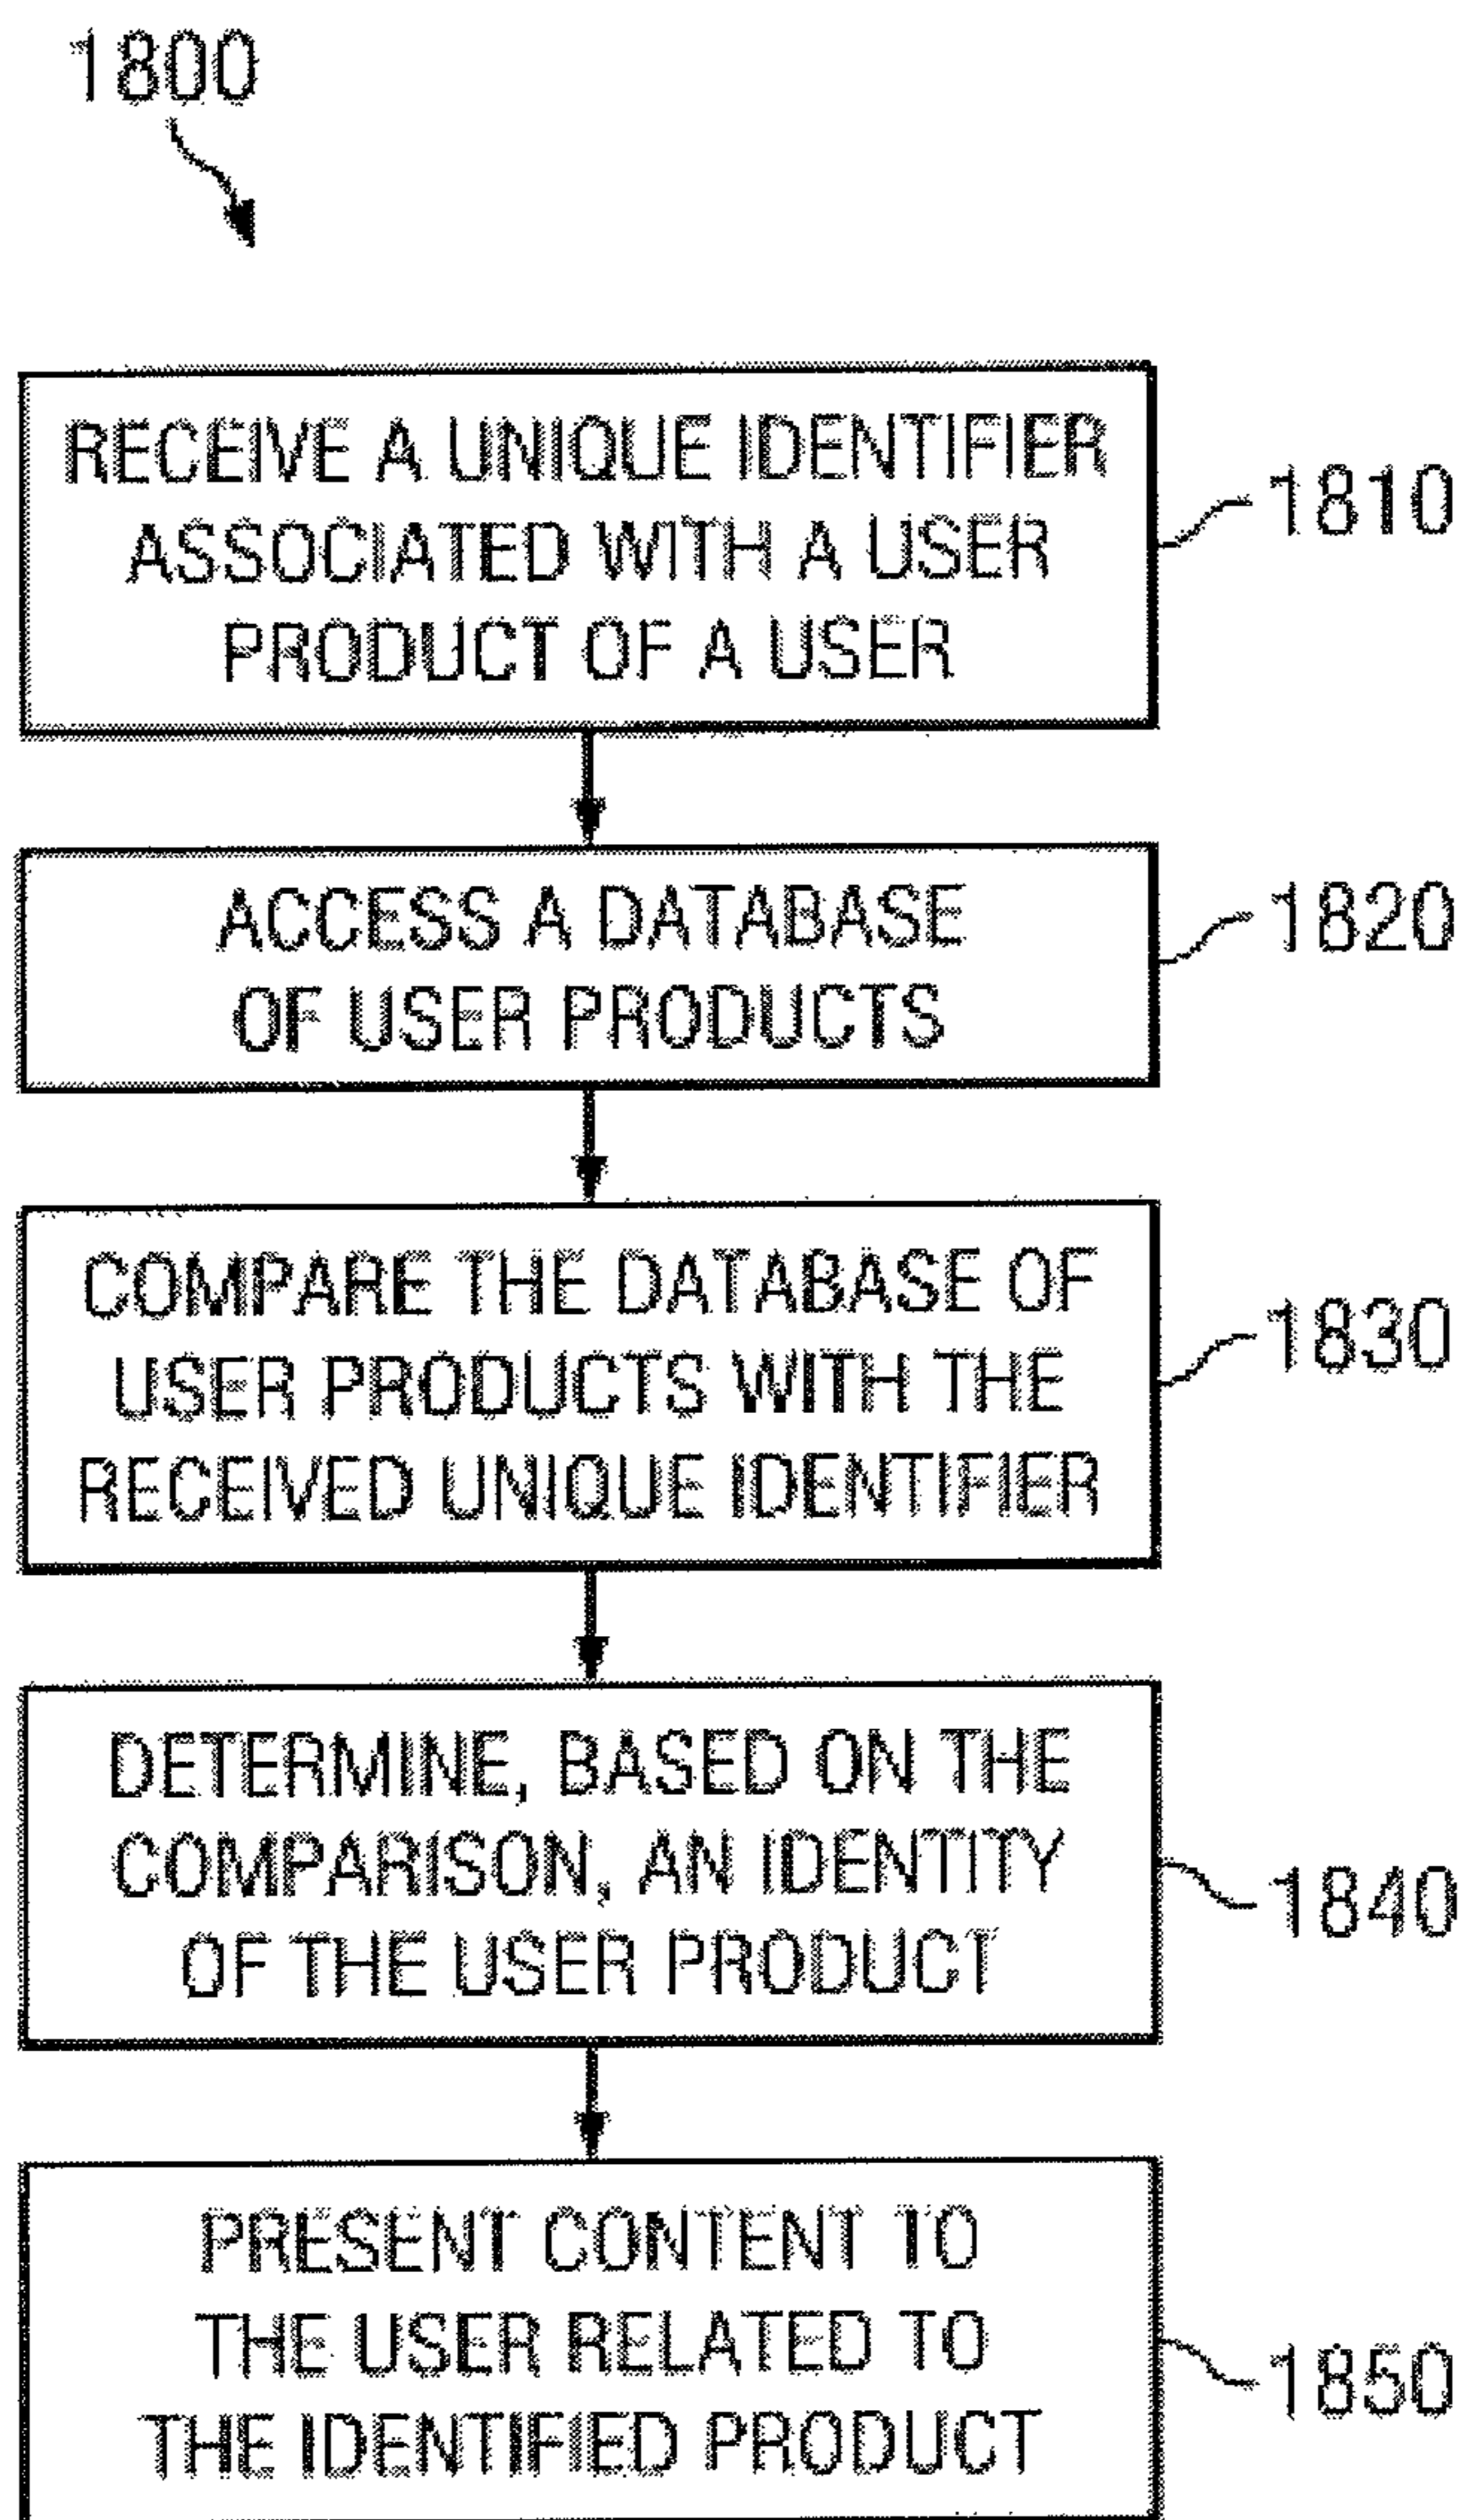 1800
RECEIVE A UNIQUE IDENTIFIER
ASSOCIATED WITH A USER
PRODUCT OF A USER
1810
ACCESS A DATABASE
OF USER PRODUCTS
1820
COMPARE THE DATABASE OF
USER PRODUCTS WITH THE
RECEIVED UNIQUE IDENTIFIER
1830
DETERMINE, BASED ON THE
COMPARISON, AN IDENTITY
OF THE USER PRODUCT
1840
PRESENT CONTENT TO
THE USER RELATED TO
THE IDENTIFIED PRODUCT
1850